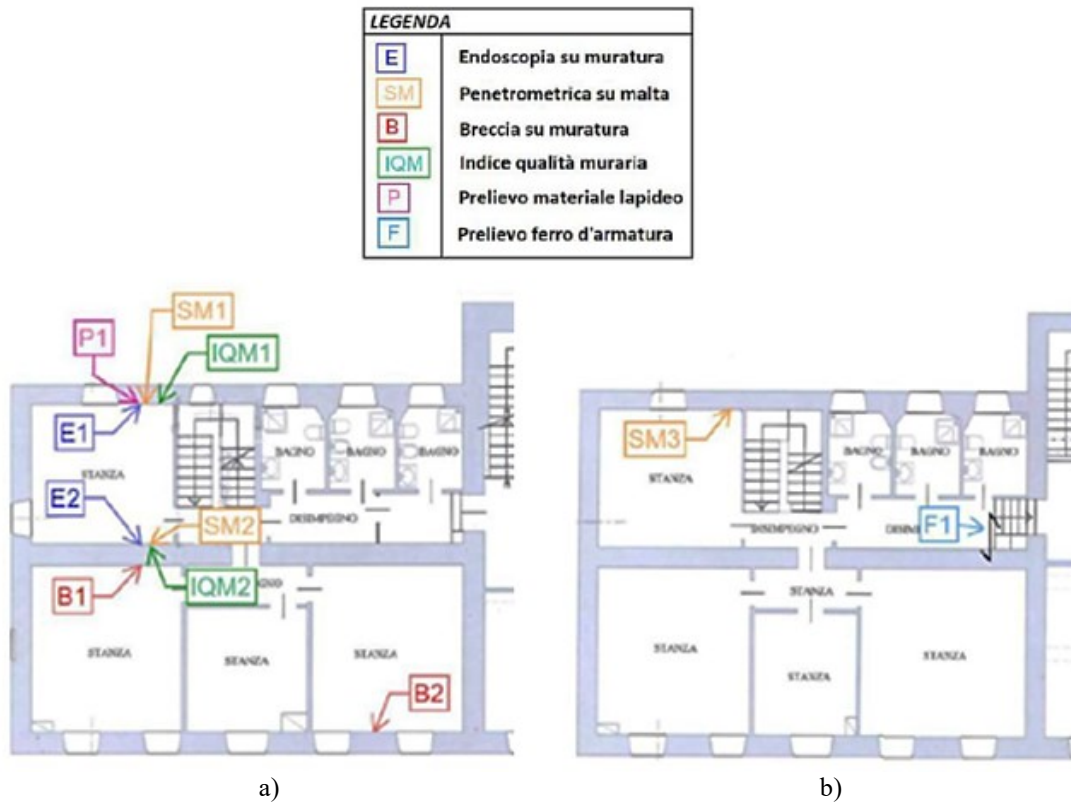 LEGENDA
E Endoscopia su muratura
SM Penetrometrica su malta
B Breccia su muratura
IQM Indice qualità muraria
P Prelievo materiale lapideo
F Prelievo ferro d'armatura
SM1
P1
IQM1
E1
BAGNO BAGNO BAGNO
STANZA
E2
SM2
DISIMPEGNO
B1
IQM2
STANZA
STANZA
STANZA
B2
a)
SM3
BAGNO BAGNO BAGNO
STANZA
DISIMPEGNO
F1
STANZA
STANZA
STANZA
STANZA
b)